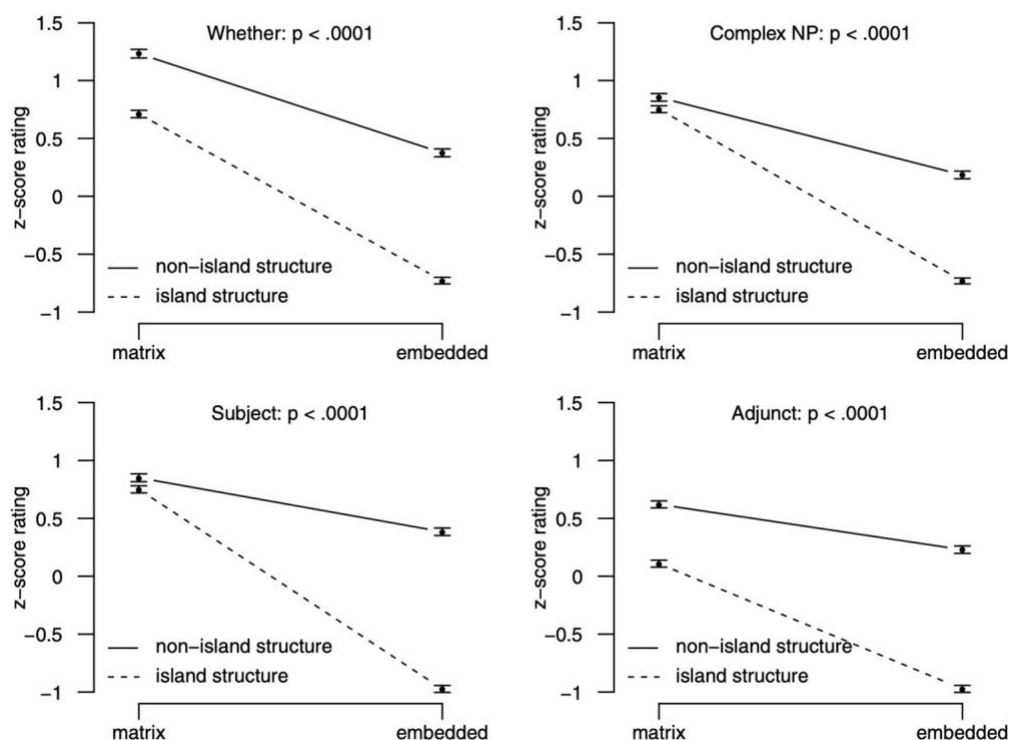 Whether: p < .0001
z−score rating
1.5
1
0.5
0
−0.5
−1
non−island structure
island structure
matrix
embedded
Complex NP: p < .0001
z−score rating
1.5
1
0.5
0
−0.5
−1
non−island structure
island structure
matrix
embedded
Subject: p < .0001
z−score rating
1.5
1
0.5
0
−0.5
−1
non−island structure
island structure
matrix
embedded
Adjunct: p < .0001
z−score rating
1.5
1
0.5
0
−0.5
−1
non−island structure
island structure
matrix
embedded